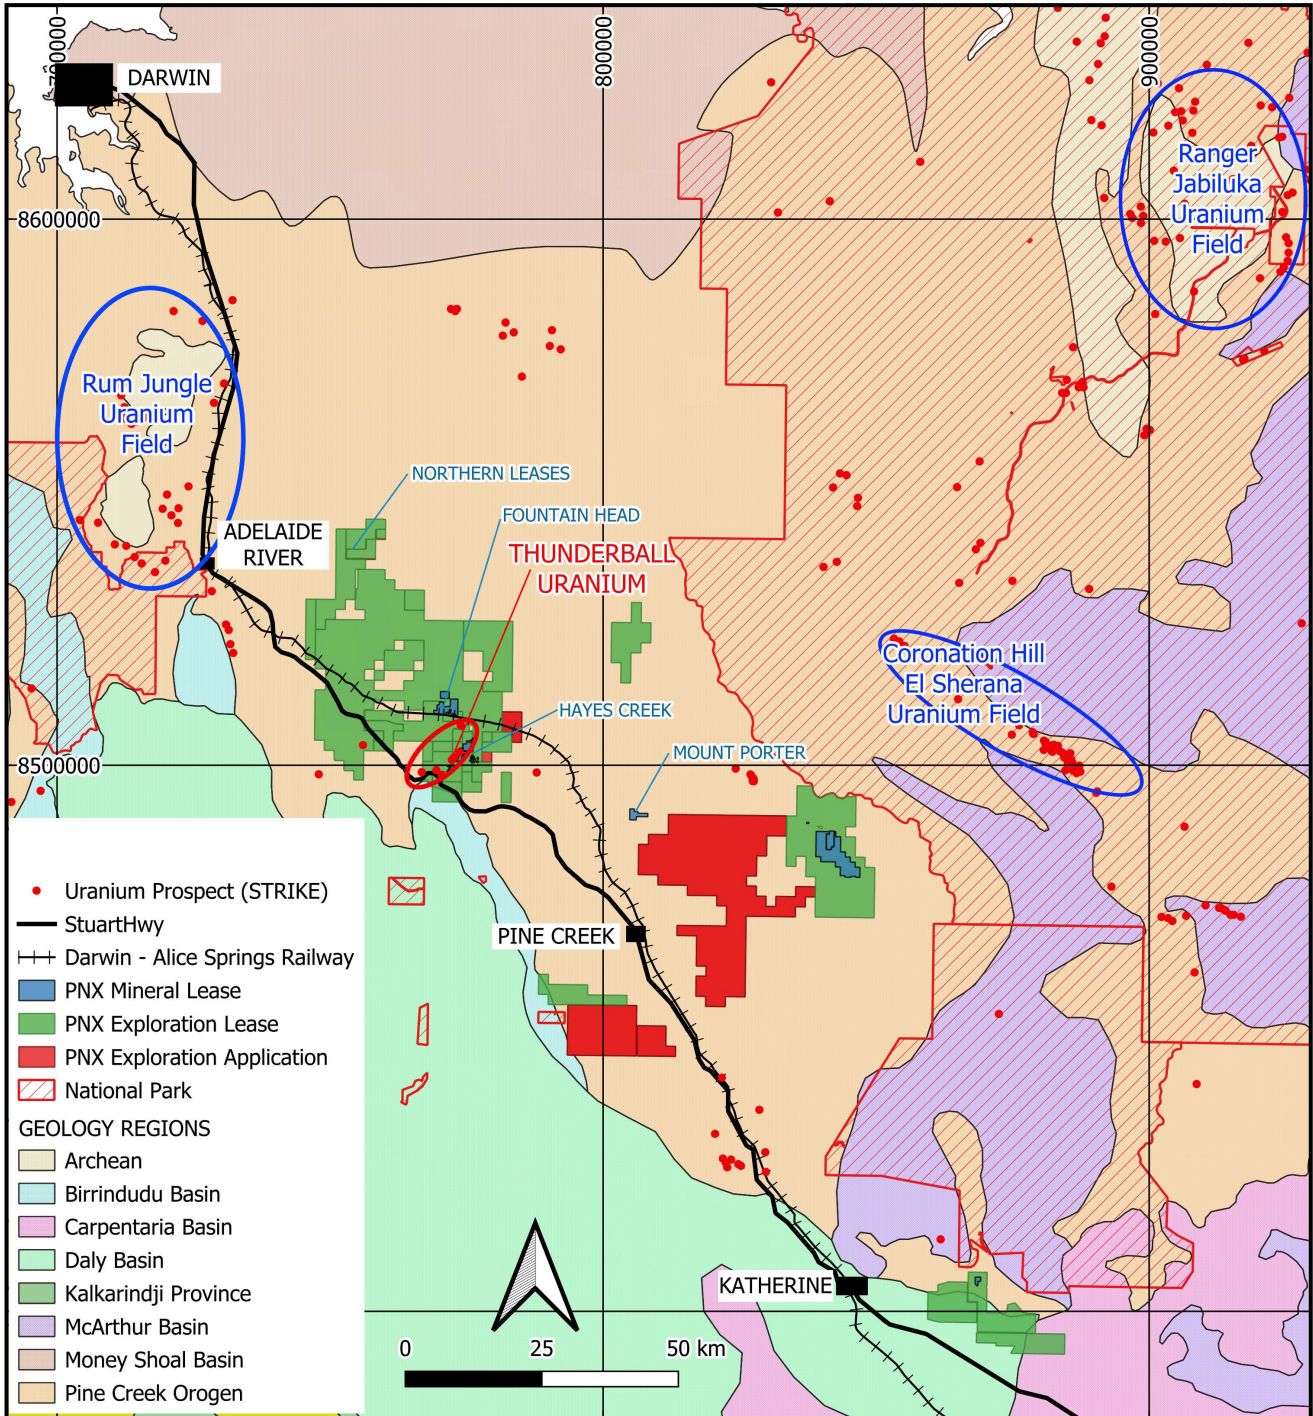 700000
800000
900000
DARWIN
Ranger
Jabiluka
Uranium
Field
8600000
Rum Jungle
Uranium
Field
NORTHERN LEASES
FOUNTAIN HEAD
ADELAIDE
RIVER
THUNDERBALL
URANIUM
Coronation Hill
El Sherana
Uranium Field
HAYES CREEK
MOUNT PORTER
8500000
PINE CREEK
KATHERINE
Uranium Prospect (STRIKE)
StuartHwy
Darwin - Alice Springs Railway
PNX Mineral Lease
PNX Exploration Lease
PNX Exploration Application
National Park
GEOLOGY REGIONS
Archean
Birrindudu Basin
Carpentaria Basin
Daly Basin
Kalkarindji Province
McArthur Basin
Money Shoal Basin
Pine Creek Orogen
0 25 50 km